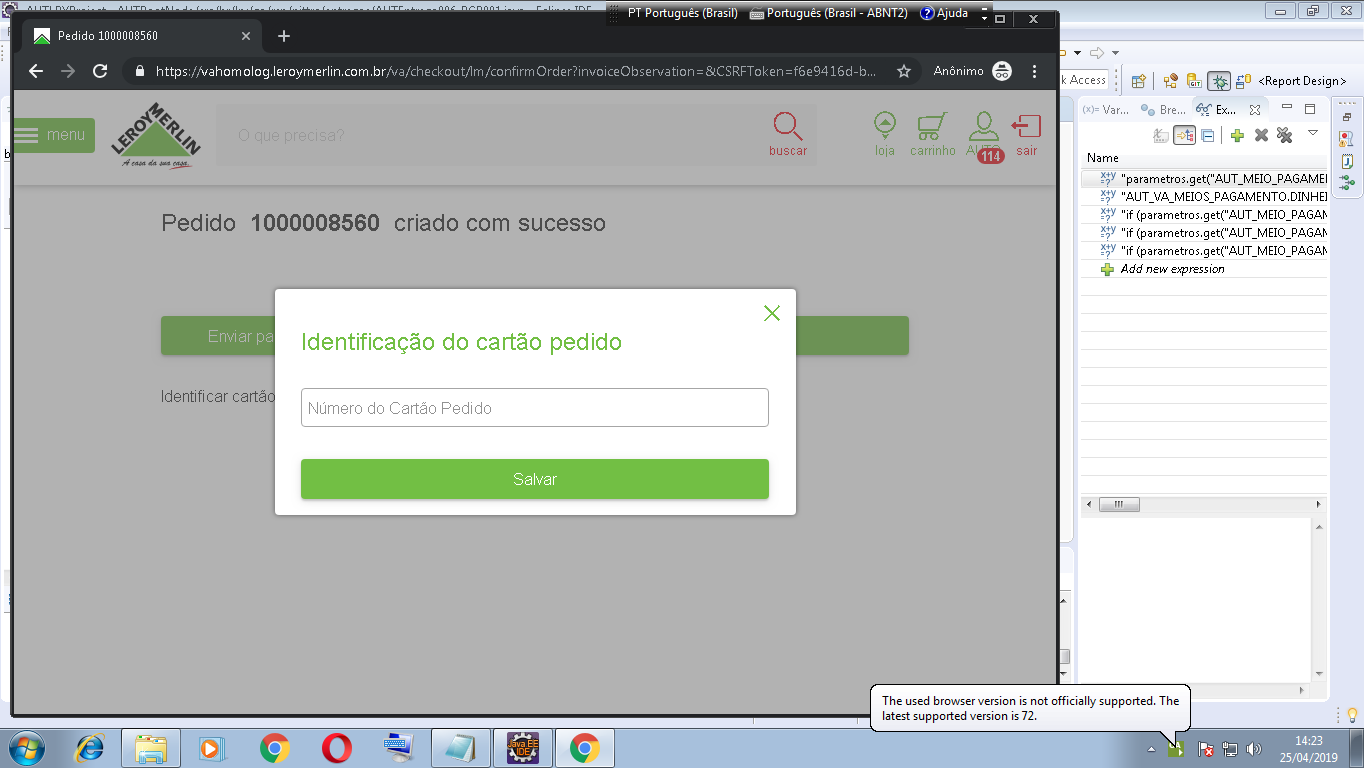 PT Português (Brasil) Português (Brasil - ABNT2) Ajuda
Pedido 1000008560
https://vahomolog.leroymerlin.com.br/va/checkout/lm/confirmOrder?invoiceObservation=&CSRFToken=f6e9416d-b...
Anônimo
menu
LEROYMERLIN
A casa da sua casa.
O que precisa?
buscar
loja
carrinho
114
sair
Pedido 1000008560 criado com sucesso
Enviar pa
Identificar cartão
Identificação do cartão pedido
Número do Cartão Pedido
Salvar
k Access
<Report Design>
Var...
Bre...
Ex...
Name
"parametros.get("AUT_MEIO_PAGAME
"AUT_VA_MEIOS_PAGAMENTO.DINHE
"if (parametros.get("AUT_MEIO_PAGAM
"if (parametros.get("AUT_MEIO_PAGAM
"if (parametros.get("AUT_MEIO_PAGAM
Add new expression
The used browser version is not officially supported. The
latest supported version is 72.
Java EE
IDE
14:23
25/04/2019